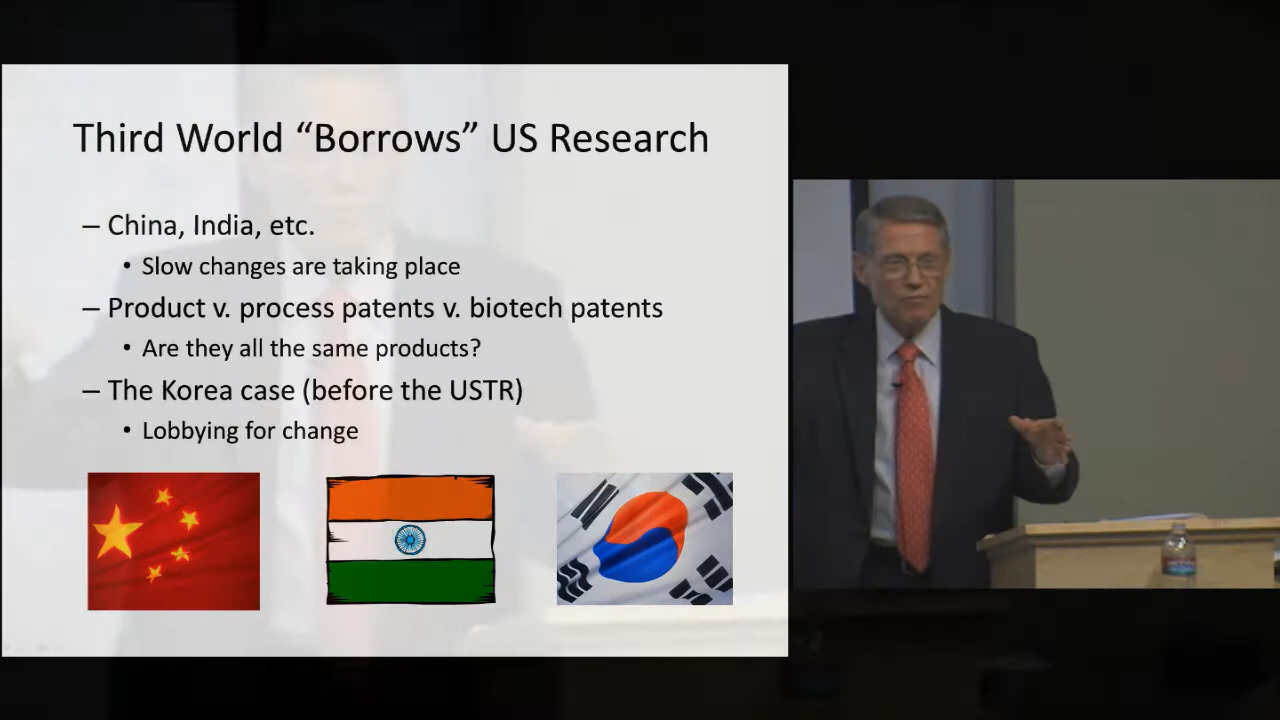 Third World “Borrows” US Research
– China, India, etc.
• Slow changes are taking place
– Product v. process patents v. biotech patents
• Are they all the same products?
– The Korea case (before the USTR)
• Lobbying for change